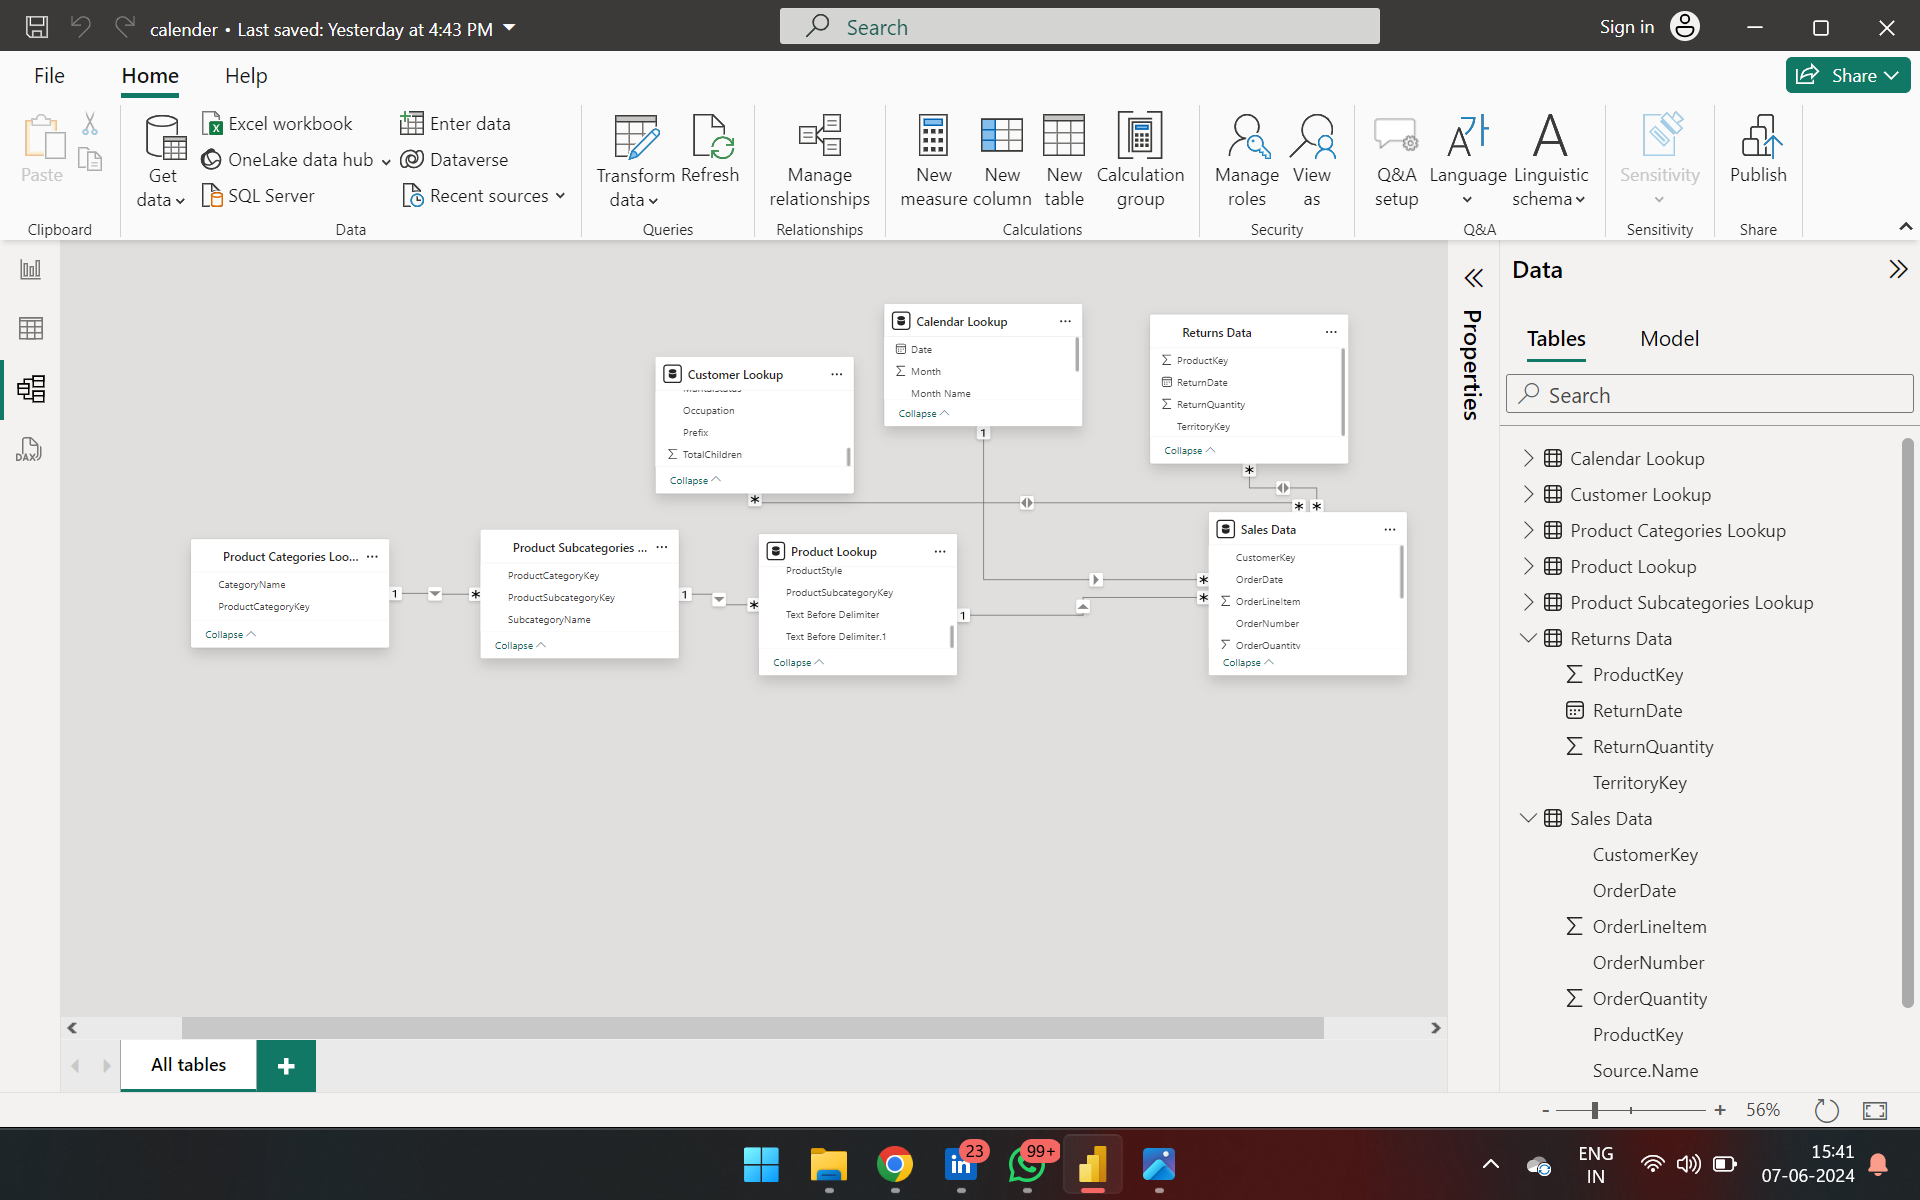 calender • Last saved: Yesterday at 4:43 PM
Search
Sign in
File
Home
Help
Share
Paste
Clipboard
Get data
Excel workbook
OneLake data hub
SQL Server
Enter data
Dataverse
Recent sources
Data
Transform data
Refresh
Queries
Manage relationships
Relationships
New measure
New column
New table
Calculation group
Calculations
Manage roles
View as
Security
Q&A setup
Language
Linguistic schema
Q&A
Sensitivity
Sensitivity
Publish
Share
DAX
Calendar Lookup
Date
Month
Month Name
Collapse
1
Returns Data
ProductKey
ReturnDate
ReturnQuantity
TerritoryKey
Collapse
*
Customer Lookup
MaritalStatus
Occupation
Prefix
TotalChildren
Collapse
*
* *
Product Categories Loo...
CategoryName
ProductCategoryKey
Collapse
1
*
Product Subcategories ...
ProductCategoryKey
ProductSubcategoryKey
SubcategoryName
Collapse
1
*
Product Lookup
ProductStyle
ProductSubcategoryKey
Text Before Delimiter
Text Before Delimiter.1
Collapse
1
*
*
Sales Data
CustomerKey
OrderDate
OrderLineItem
OrderNumber
OrderQuantity
Collapse
All tables
Properties
Data
Tables
Model
Search
Calendar Lookup
Customer Lookup
Product Categories Lookup
Product Lookup
Product Subcategories Lookup
Returns Data
ProductKey
ReturnDate
ReturnQuantity
TerritoryKey
Sales Data
CustomerKey
OrderDate
OrderLineItem
OrderNumber
OrderQuantity
ProductKey
Source.Name
- + 56%
in
23
99+
ENG
IN
15:41
07-06-2024